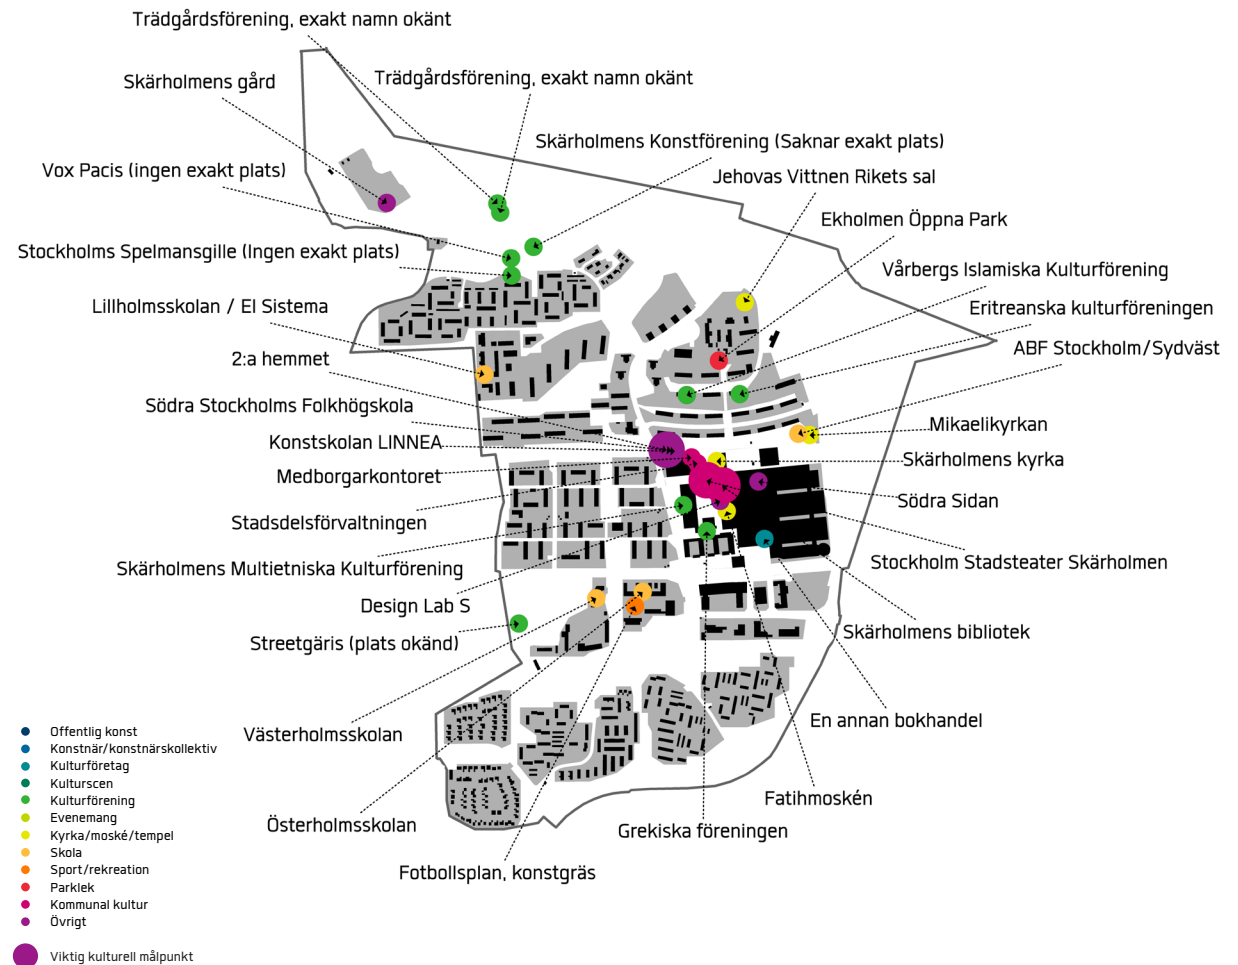 Trädgårdsförening, exakt namn okänt
Skärholmens gård
Trädgårdsförening, exakt namn okänt
Skärholmens Konstförening (Saknar exakt plats)
Vox Pacis (ingen exakt plats)
Jehovas Vittnen Rikets sal
Ekholmen Öppna Park
Stockholms Spelmansgille (Ingen exakt plats)
Vårbergs Islamiska Kulturförening
Lillholmsskolan / El Sistema
Eritreanska kulturföreningen
ABF Stockholm/Sydväst
2:a hemmet
Södra Stockholms Folkhögskola
Mikaelikyrkan
Konstskolan LINNEA
Skärholmens kyrka
Medborgarkontoret
Södra Sidan
Stadsdelsförvaltningen
Stockholm Stadsteater Skärholmen
Skärholmens Multietniska Kulturförening
Design Lab S
Skärholmens bibliotek
Streetgäris (plats okänd)
En annan bokhandel
Västerholmsskolan
Fatihmoskén
Österholmsskolan
Grekiska föreningen
Fotbollsplan, konstgräs
Offentlig konst
Konstnär/konstnärskollektiv
Kulturföretag
Kulturscen
Kulturförening
Evenemang
Kyrka/moské/tempel
Skola
Sport/rekreation
Parklek
Kommunal kultur
Övrigt
Viktig kulturell målpunkt